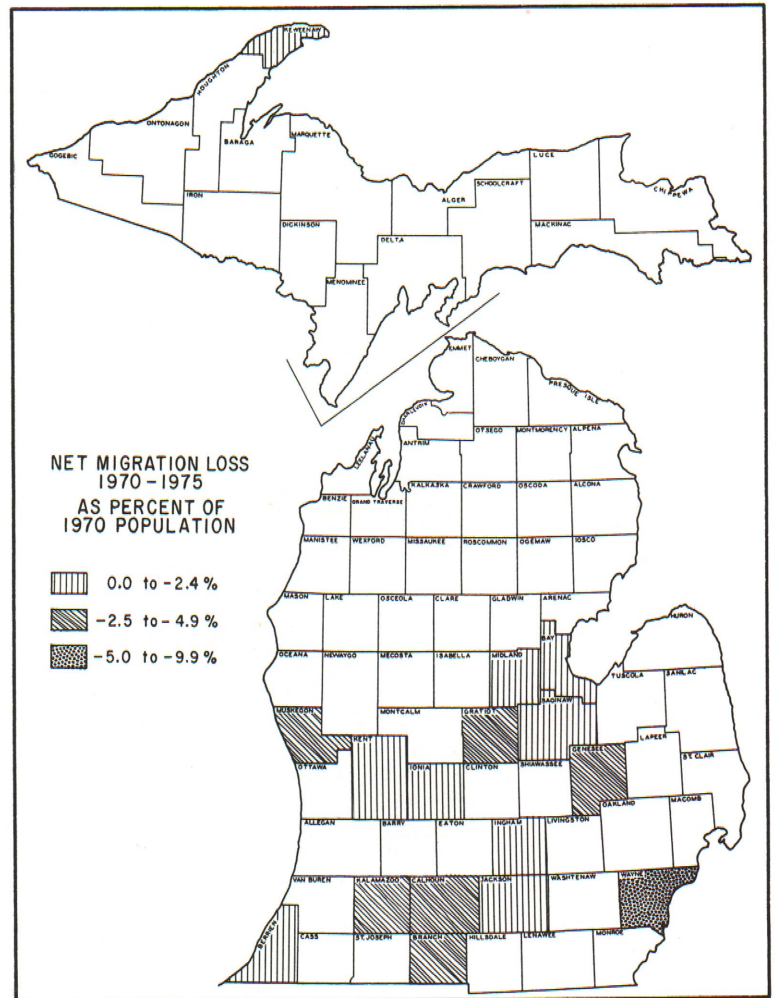 KEWEENAW
HOUGHTON
ONTONAGON
BARAGA
MARQUETTE
GOGEBIC
LUCE
CHIPPEWA
ALGER
SCHOOLCRAFT
IRON
DICKINSON
MACKINAC
DELTA
MENOMINEE
EMMET
CHEBOYGAN
PRESQUE ISLE
CHARLEVOIX
LEELANAU
ANTRIM
OTSEGO
MONTMORENCY
ALPENA
NET MIGRATION LOSS
1970-1975
AS PERCENT OF
1970 POPULATION
0.0 to -2.4 %
-2.5 to -4.9 %
-5.0 to -9.9 %
BENZIE
GRAND TRAVERSE
KALKASKA
CRAWFORD
OSCODA
ALCONA
MANISTEE
WEXFORD
MISSAUKEE
ROSCOMMON
OGEMAW
IOSCO
MASON
LAKE
OSCEOLA
CLARE
GLADWIN
ARENAC
HURON
BAY
OCEANA
NEWAYGO
MECOSTA
ISABELLA
MIDLAND
TUSCOLA
SANILAC
SAGINAW
MUSKEGON
MONTCALM
GRATIOT
KENT
GENESEE
LAPEER
ST. CLAIR
OTTAWA
IONIA
CLINTON
SHIAWASSEE
OAKLAND
MACOMB
ALLEGAN
BARRY
EATON
INGHAM
LIVINGSTON
VAN BUREN
KALAMAZOO
CALHOUN
JACKSON
WASHTENAW
WAYNE
BERRIEN
CASS
ST. JOSEPH
BRANCH
HILLSDALE
LENAWEE
MONROE